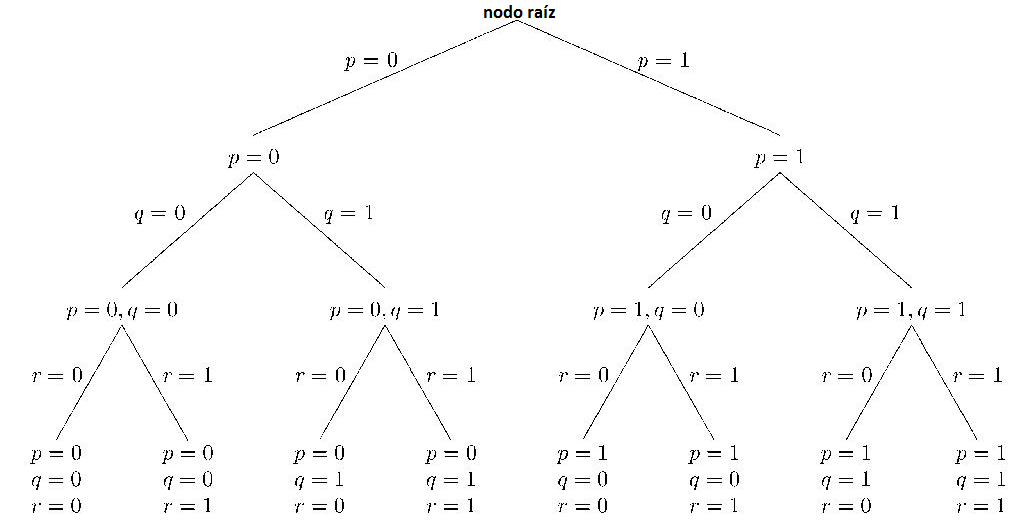 nodo raíz
p = 0
p = 1
p = 0
p = 1
q = 0
q = 1
q = 0
q = 1
p = 0, q = 0
p = 0, q = 1
p = 1, q = 0
p = 1, q = 1
r = 0
r = 1
r = 0
r = 1
r = 0
r = 1
r = 0
r = 1
p = 0
q = 0
r = 0
p = 0
q = 0
r = 1
p = 0
q = 1
r = 0
p = 0
q = 1
r = 1
p = 1
q = 0
r = 0
p = 1
q = 0
r = 1
p = 1
q = 1
r = 0
p = 1
q = 1
r = 1